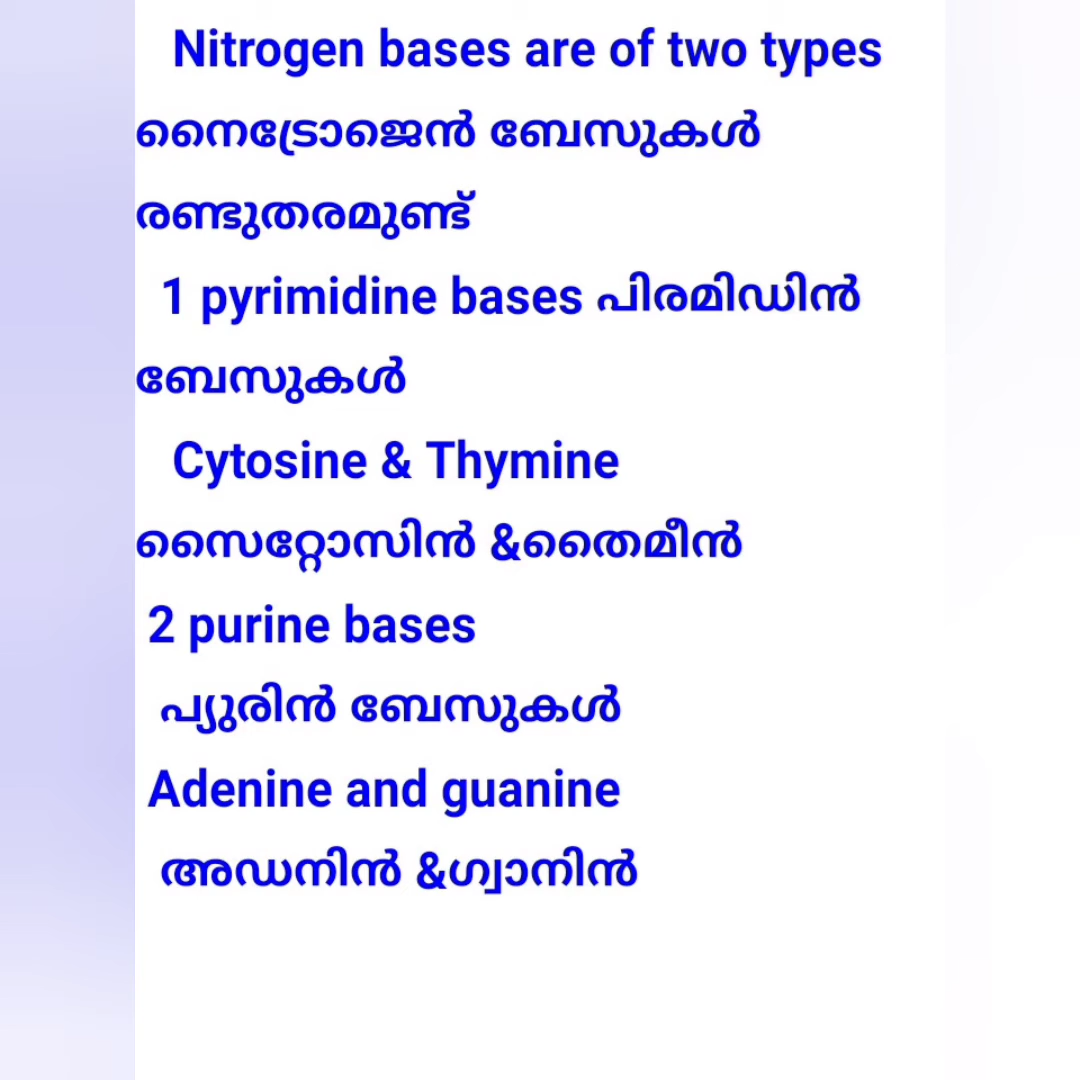 Nitrogen bases are of two types
നൈട്രോജെൻ ബേസുകൾ
രണ്ടുതരമുണ്ട്
1 pyrimidine bases പിരമിഡിൻ
ബേസുകൾ
Cytosine & Thymine
സൈറ്റോസിൻ &തൈമീൻ
2 purine bases
പ്യുരിൻ ബേസുകൾ
Adenine and guanine
അഡനിൻ &ഗ്വാനിൻ